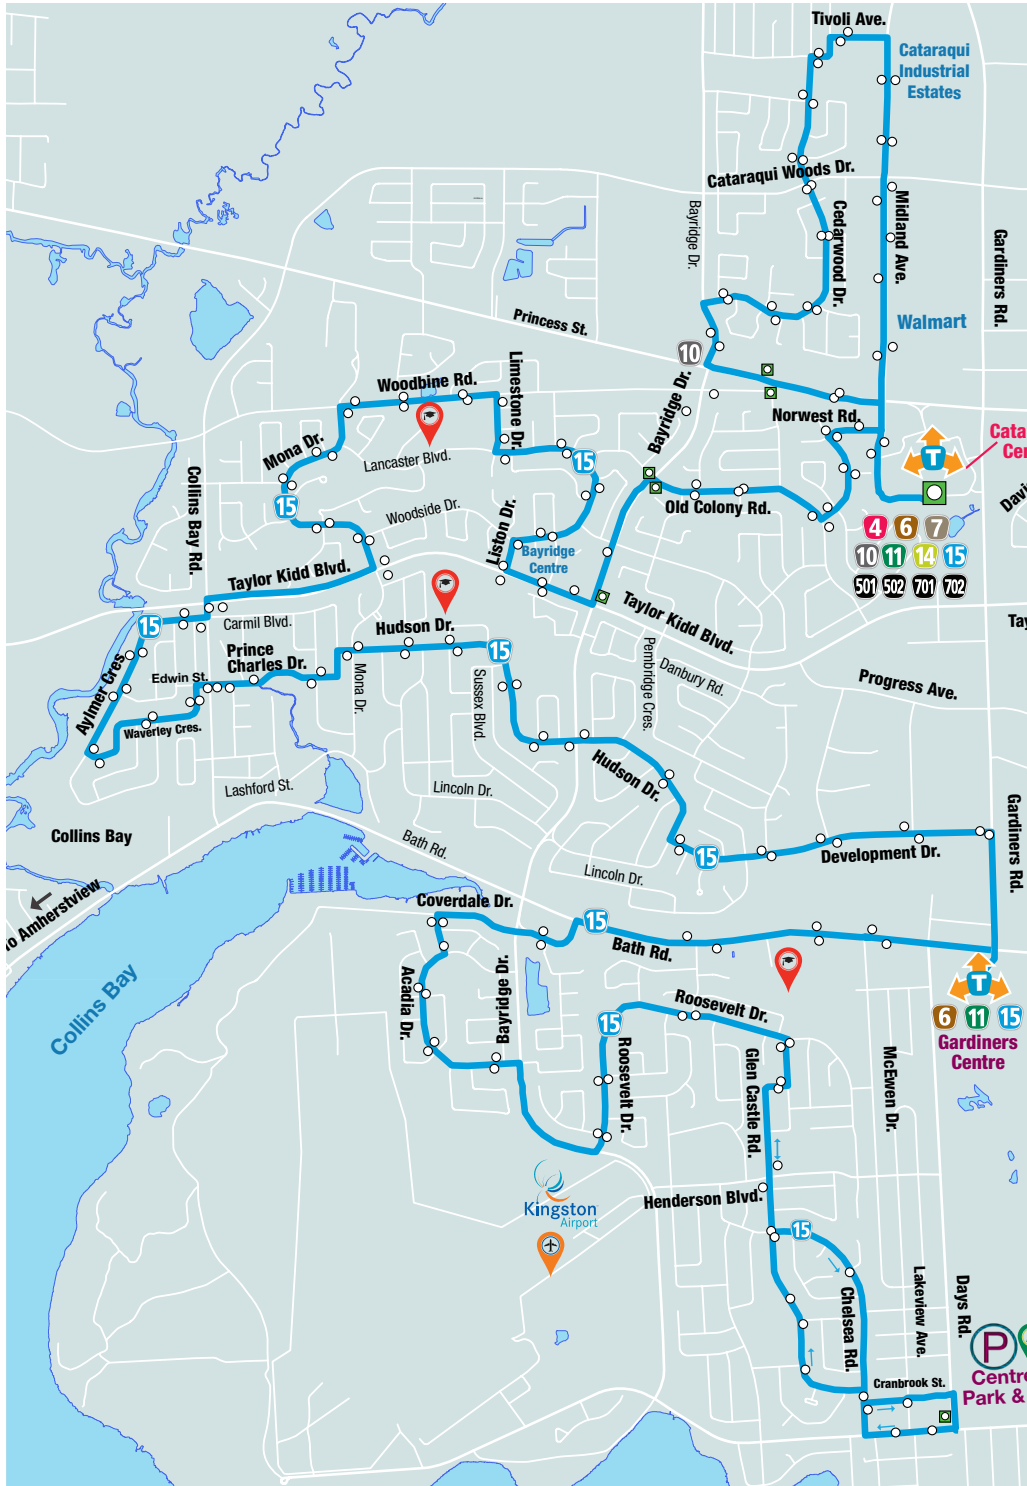 Tivoli Ave.
Cataraqui
Industrial
Estates
Cataraqui Woods Dr.
Bayridge Dr.
Cedarwood Dr.
Midland Ave.
Gardiners Rd.
Walmart
Princess St.
10
Woodbine Rd.
Limestone Dr.
Bayridge Dr.
Norwest Rd.
T
Cata
Cen
Mona Dr.
Lancaster Blvd.
15
15
Collins Bay Rd.
Woodside Dr.
Liston Dr.
Old Colony Rd.
Davi
4
6
7
10
11
14
15
501
502
701
702
Bayridge
Centre
Taylor Kidd Blvd.
Taylor Kidd Blvd.
Tay
15
Carmil Blvd.
Hudson Dr.
15
Prince
Charles Dr.
Edwin St.
Aylmer Cres.
Waverley Cres.
Mona Dr.
Sussex Blvd.
Pembridge Cres.
Danbury Rd.
Progress Ave.
Lashford St.
Lincoln Dr.
Hudson Dr.
Collins Bay
Bath Rd.
15
Development Dr.
Gardiners Rd.
Lincoln Dr.
To Amherstview
Coverdale Dr.
15
Bath Rd.
Collins Bay
Acadia Dr.
Bayridge Dr.
T
6
11
15
Gardiners
Centre
Roosevelt Dr.
15
Roosevelt Dr.
Glen Castle Rd.
McEwen Dr.
Kingston
Airport
Henderson Blvd.
15
Chelsea Rd.
Lakeview Ave.
Days Rd.
P
Centre
Park &
Cranbrook St.